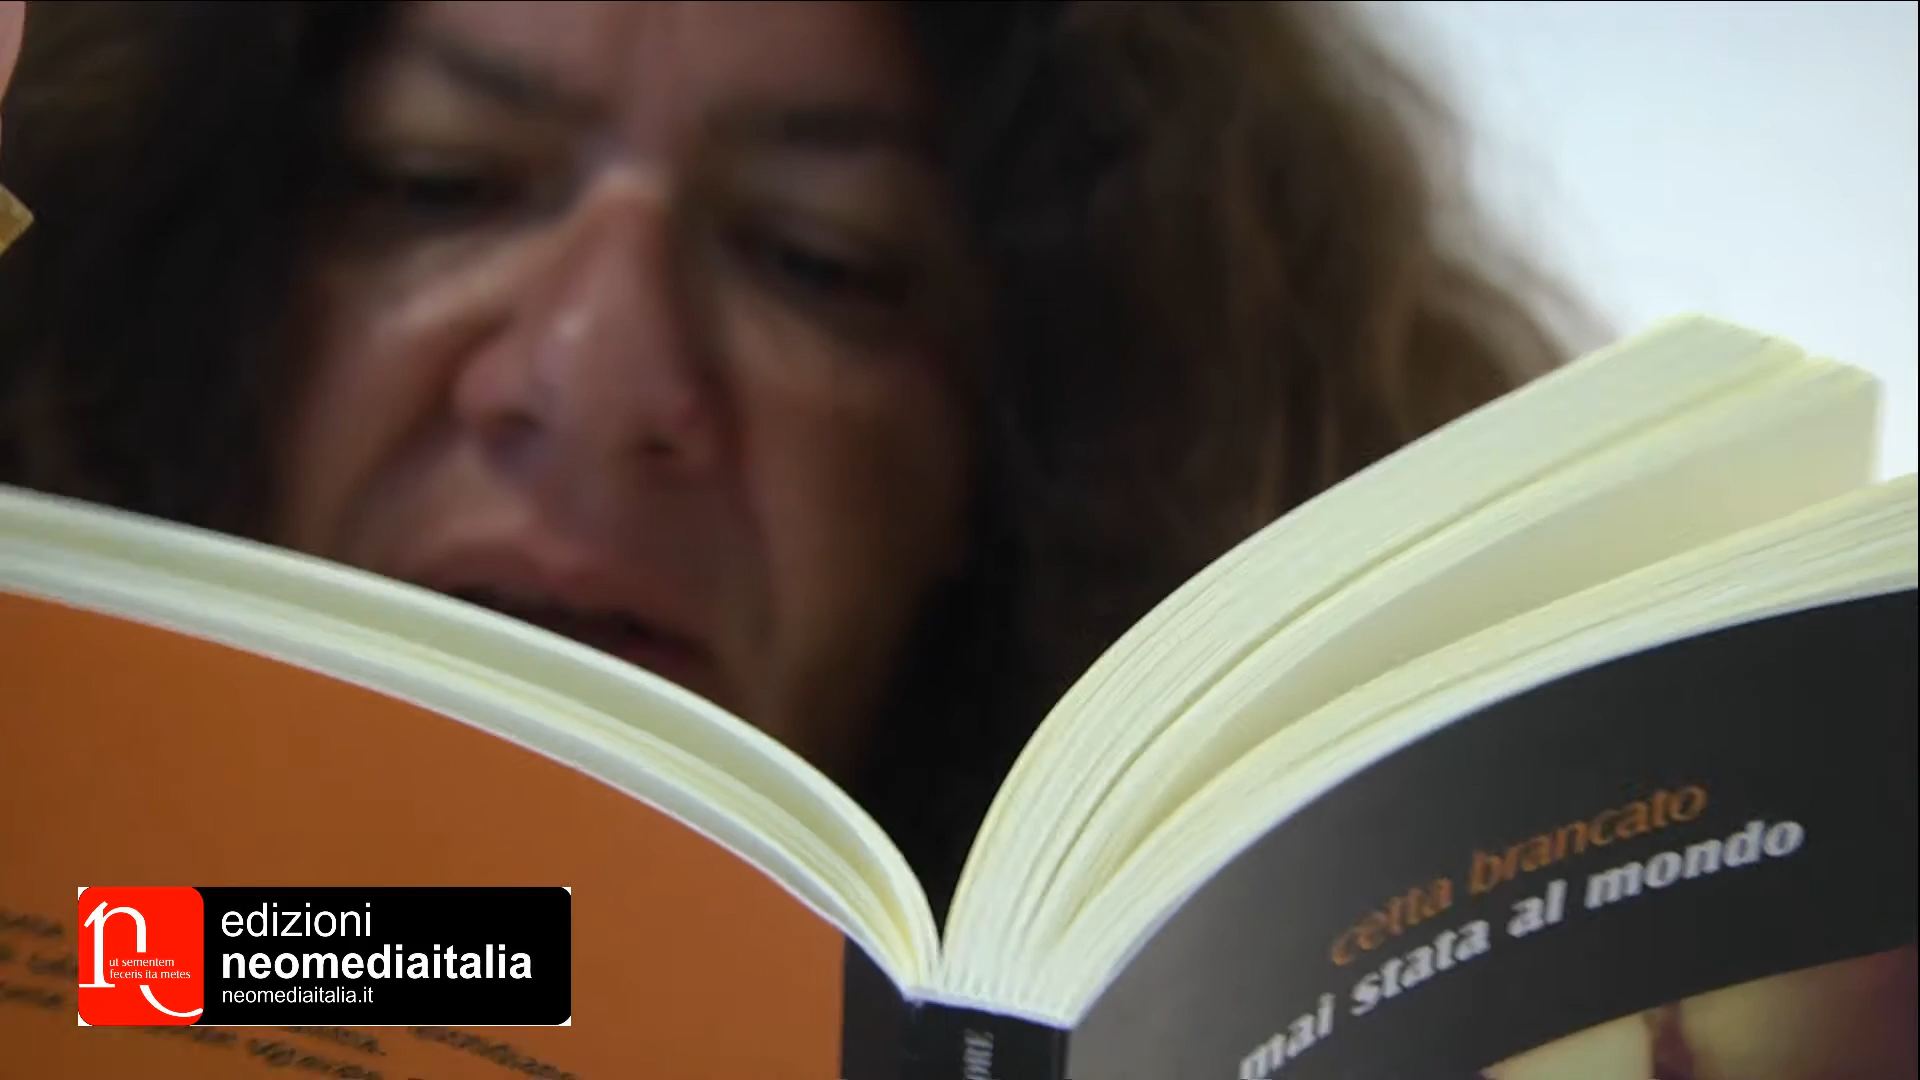 cetta brancato
mai stata al mondo
edizioni
neomediaitalia
neomediaitalia.it
ut sementem
feceris ita metes